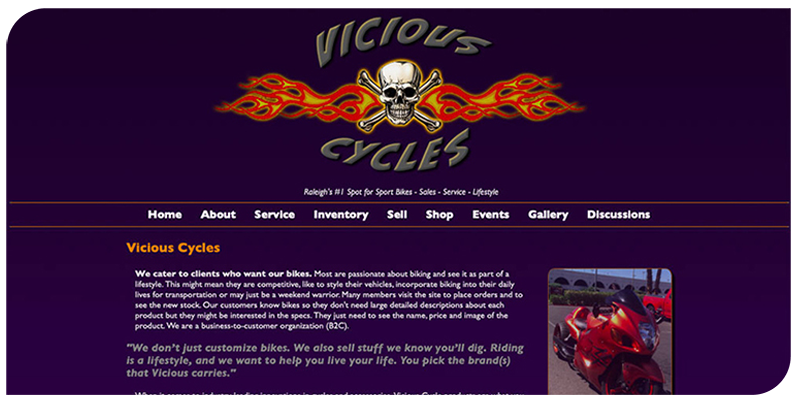 VICIOUS
CYCLES
Raleigh's #1 Spot for Sport Bikes - Sales - Service - Lifestyle
Home About Service Inventory Sell Shop Events Gallery Discussions
Vicious Cycles
We cater to clients who want our bikes. Most are passionate about biking and see it as part of a
lifestyle. This might mean they are competitive, like to style their vehicles, incorporate biking into their daily
lives for transportation or may just be a weekend warrior. Many members visit the site to place orders and to
see the new stock. Our customers know bikes so they don't need large detailed descriptions about each
product but they might be interested in the specs. They just need to see the name, price and image of the
product. We are a business-to-customer organization (B2C).
"We don't just customize bikes. We also sell stuff we know you'll dig. Riding
is a lifestyle, and we want to help you live your life. You pick the brand(s)
that Vicious carries."